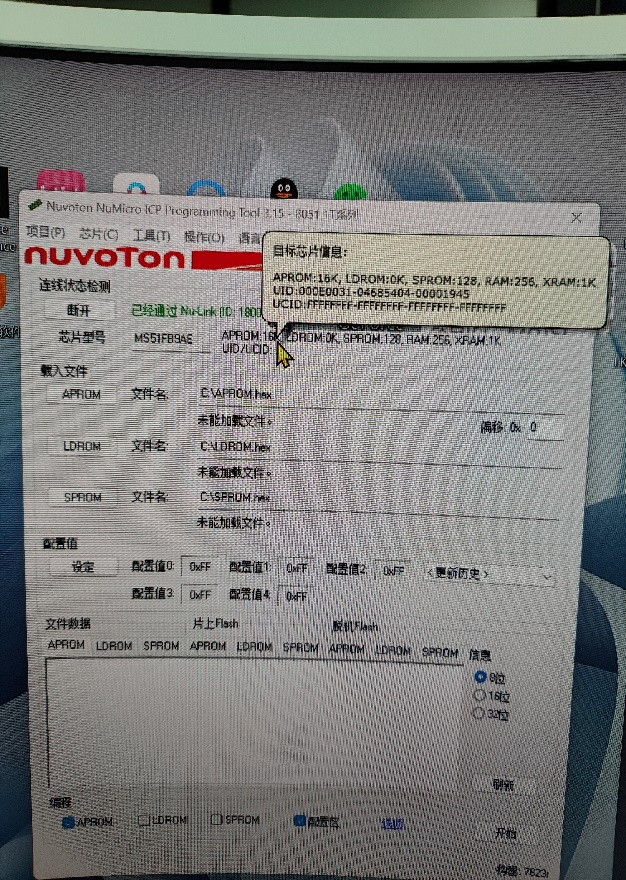 Nuvoton NuMicro ICP Programming Tool 3.15 - 8051 1T系列
项目(P) 芯片(C) 工具(T) 操作(O) 语言
nuvoTon
目标芯片信息:
APROM:16K, LDROM:0K, SPROM:128, RAM:256, XRAM:1K
UID:000E0031-04685404-00001945
UCID:FFFFFFFF-FFFFFFFF-FFFFFFFF-FFFFFFFF
连线状态检测
断开 已经通过 Nu-Link (ID: 1800
芯片型号 MS51FB9AE APROM:16K, LDROM:0K, SPROM:128, RAM:256, XRAM:1K
UID/UCID:
载入文件
APROM 文件名: C:\APROM.hex
未能加载文件。 偏移: 0x 0
LDROM 文件名: C:\LDROM.hex
未能加载文件。
SPROM 文件名: C:\SPROM.hex
未能加载文件。
配置值
设定 配置值0: 0xFF 配置值1: 0xFF 配置值2: 0xFF <更新历史>
配置值3: 0xFF 配置值4: 0xFF
文件数据 片上Flash 脱机Flash
APROM LDROM SPROM APROM LDROM SPROM APROM LDROM SPROM 信息
8位
16位
32位
刷新
编程
APROM LDROM SPROM 配置区 选项
开始